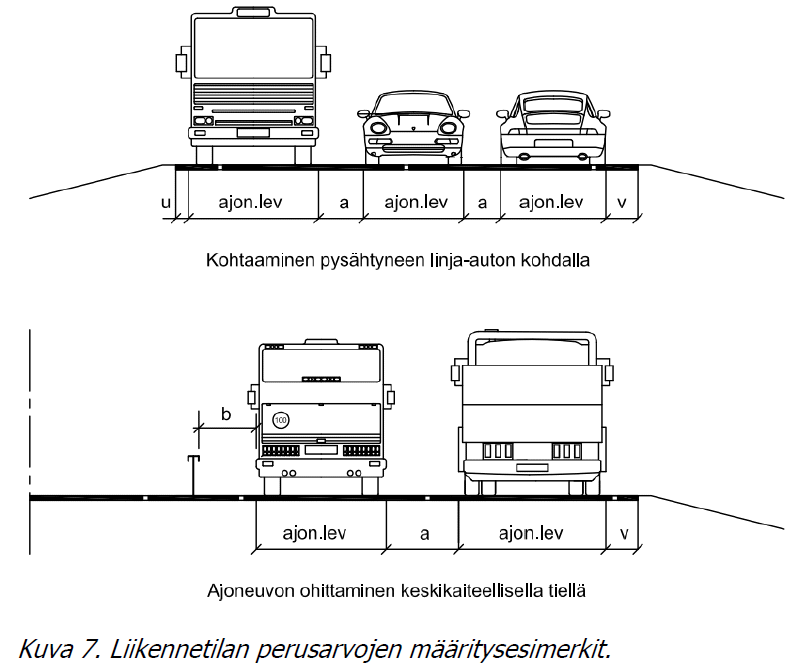 u ajon.lev a ajon.lev a ajon.lev v
Kohtaaminen pysähtyneen linja-auton kohdalla
b
100
ajon.lev a ajon.lev v
Ajoneuvon ohittaminen keskikaiteellisella tiellä
Kuva 7. Liikennetilan perusarvojen määritysesimerkit.